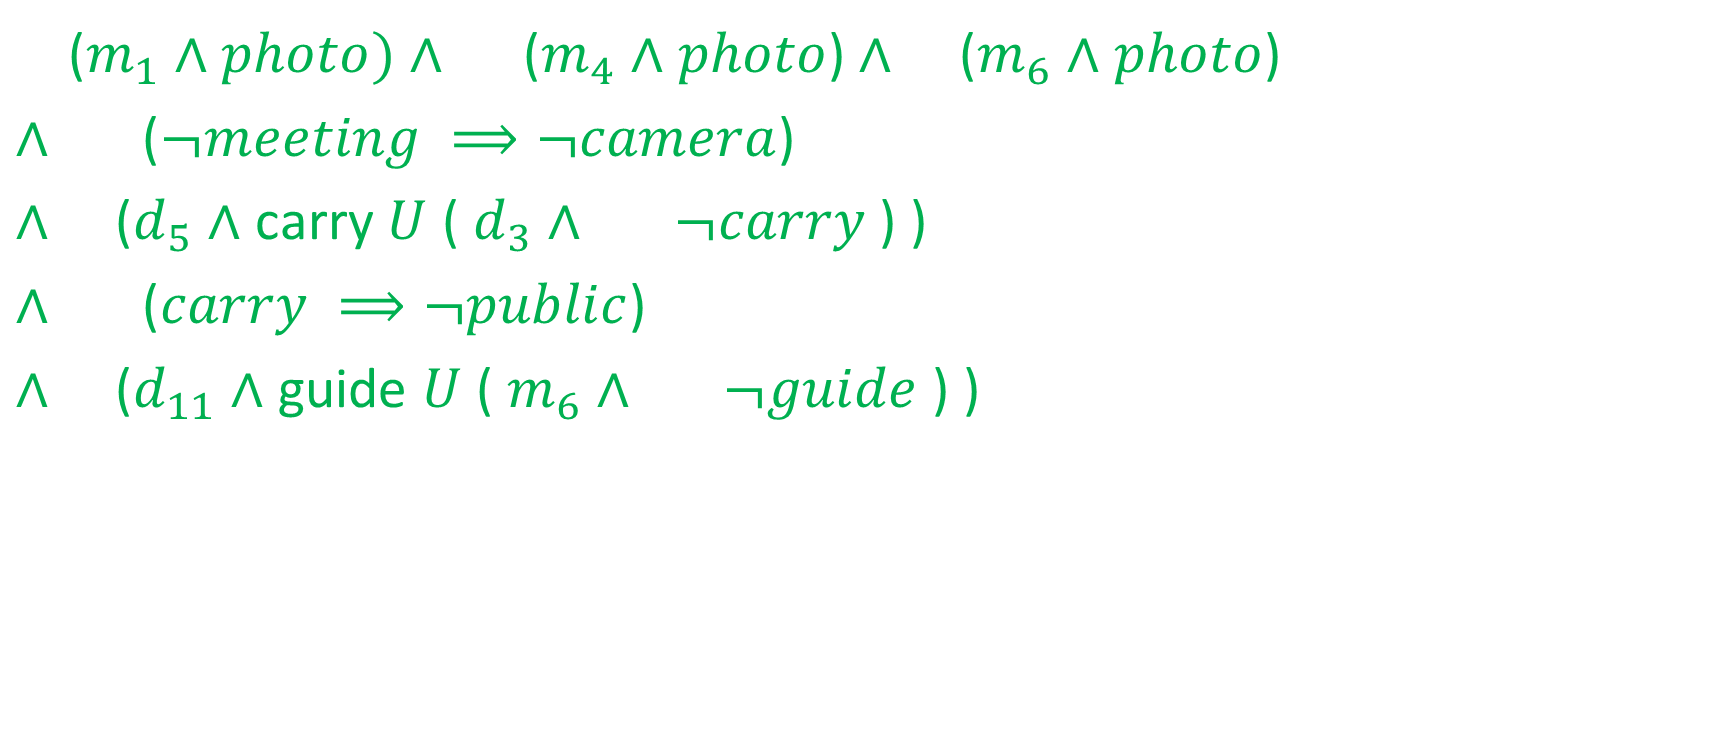 (m₁ ∧ photo) ∧ (m₄ ∧ photo) ∧ (m₆ ∧ photo)
∧ (¬meeting ⟹ ¬camera)
∧ (d₅ ∧ carry U ( d₃ ∧ ¬carry ) )
∧ (carry ⟹ ¬public)
∧ (d₁₁ ∧ guide U ( m₆ ∧ ¬guide ) )